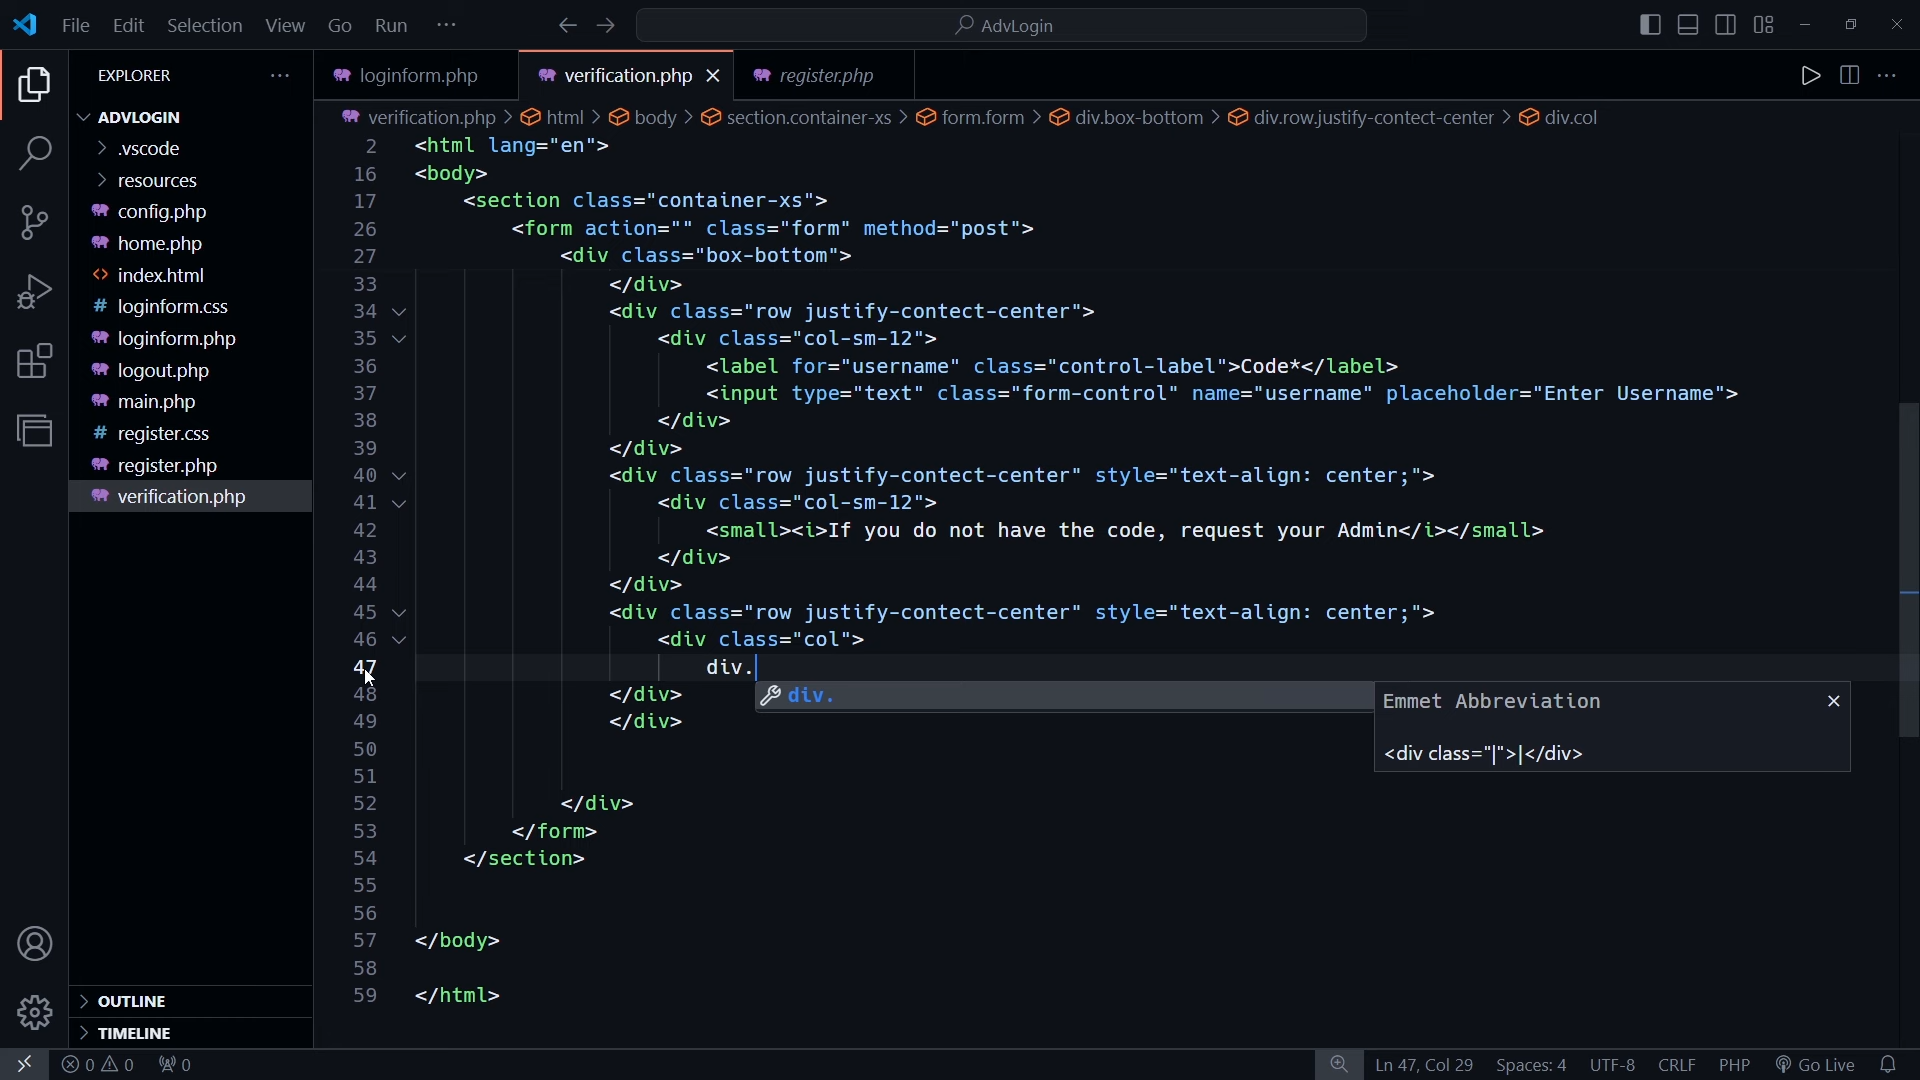 File Edit Selection View Go Run ··· AdvLogin
EXPLORER ···
ADVLOGIN
.vscode
resources
config.php
home.php
index.html
loginform.css
loginform.php
logout.php
main.php
register.css
register.php
verification.php
OUTLINE
TIMELINE
loginform.php verification.php register.php
verification.php > html > body > section.container-xs > form.form > div.box-bottom > div.row.justify-contect-center > div.col
2 <html lang="en">
16 <body>
17 <section class="container-xs">
26 <form action="" class="form" method="post">
27 <div class="box-bottom">
33 </div>
34 <div class="row justify-contect-center">
35 <div class="col-sm-12">
36 <label for="username" class="control-label">Code*</label>
37 <input type="text" class="form-control" name="username" placeholder="Enter Username">
38 </div>
39 </div>
40 <div class="row justify-contect-center" style="text-align: center;">
41 <div class="col-sm-12">
42 <small><i>If you do not have the code, request your Admin</i></small>
43 </div>
44 </div>
45 <div class="row justify-contect-center" style="text-align: center;">
46 <div class="col">
47 div.
48 </div>
49 </div>
50
51
52 </div>
53 </form>
54 </section>
55
56
57 </body>
58
59 </html>
div.
Emmet Abbreviation
<div class="|">|</div>
0 0 0 Ln 47, Col 29 Spaces: 4 UTF-8 CRLF PHP Go Live